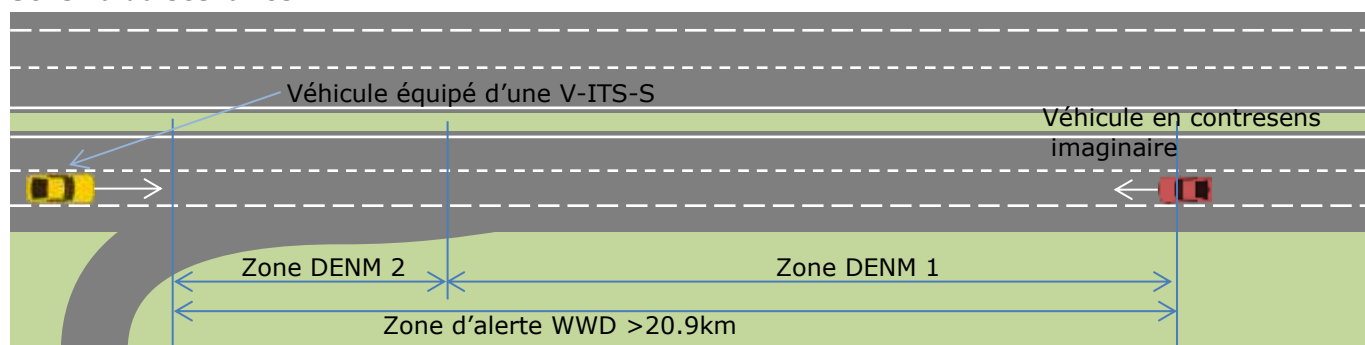 Véhicule équipé d'une V-ITS-S
Véhicule en contresens
imaginaire
Zone DENM 2
Zone DENM 1
Zone d'alerte WWD >20.9km